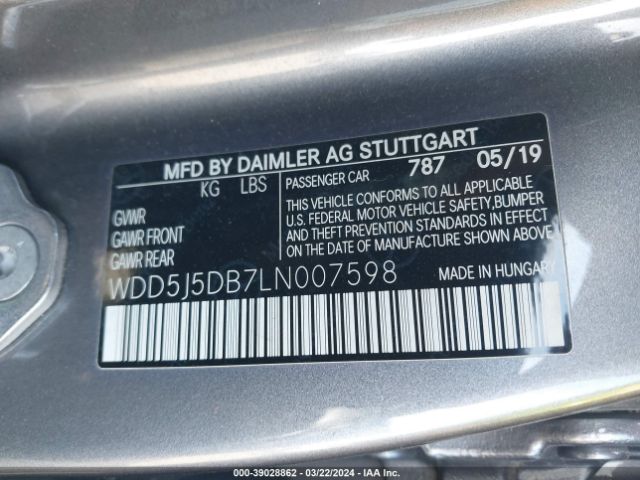 MFD BY DAIMLER AG STUTTGART
KG LBS
GVWR
GAWR FRONT
GAWR REAR
PASSENGER CAR 787 05/19
THIS VEHICLE CONFORMS TO ALL APPLICABLE
U.S. FEDERAL MOTOR VEHICLE SAFETY,BUMPER
AND THEFT PREVENTION STANDARDS IN EFFECT
ON THE DATE OF MANUFACTURE SHOWN ABOVE.
WDD5J5DB7LN007598
MADE IN HUNGARY
000-39028862 - 03/22/2024 - IAA Inc.